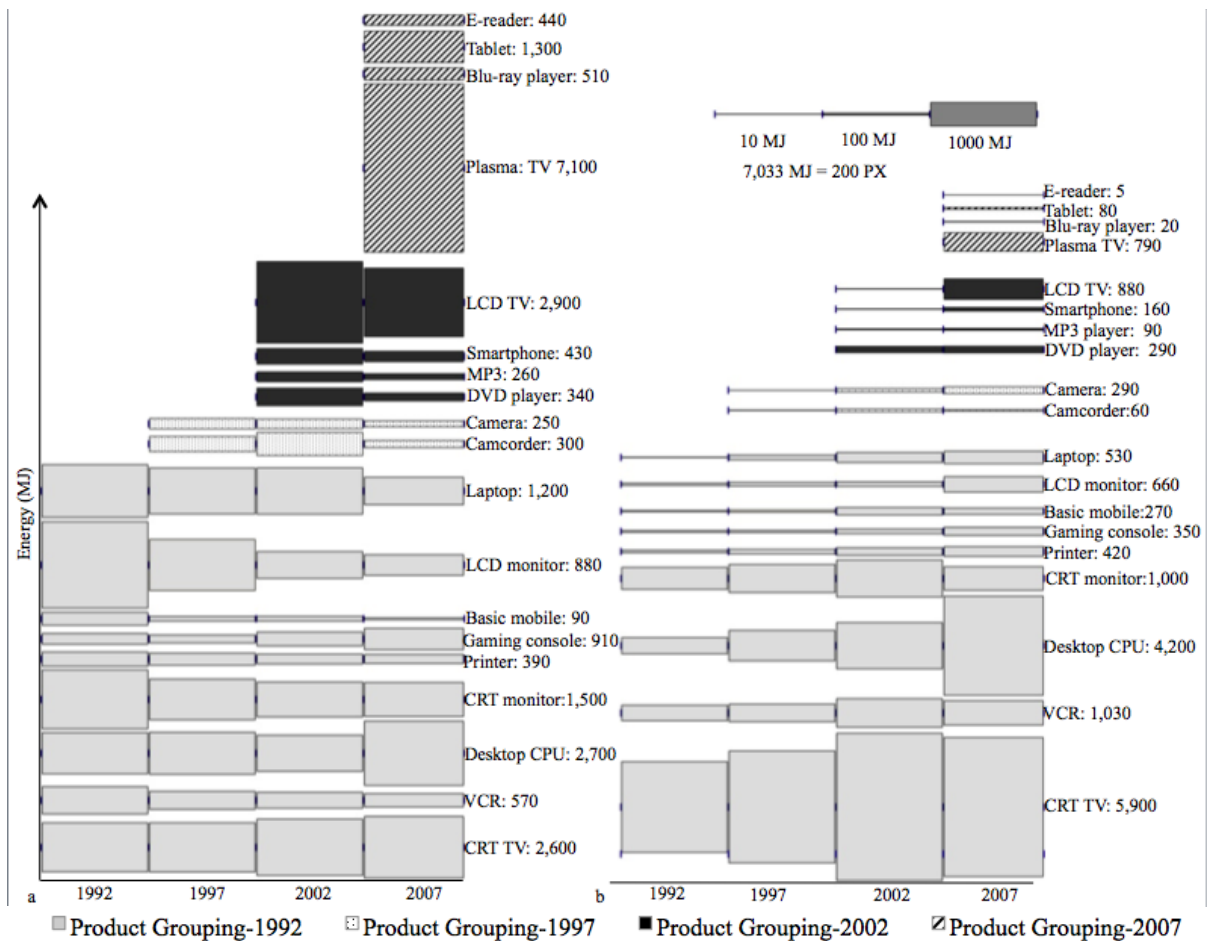 E-reader: 440
Tablet: 1,300
Blu-ray player: 510
Plasma: TV 7,100
LCD TV: 2,900
Smartphone: 430
MP3: 260
DVD player: 340
Camera: 250
Camcorder: 300
Laptop: 1,200
LCD monitor: 880
Basic mobile: 90
Gaming console: 910
Printer: 390
CRT monitor:1,500
Desktop CPU: 2,700
VCR: 570
CRT TV: 2,600
Energy (MJ)
a 1992 1997 2002 2007
10 MJ 100 MJ 1000 MJ
7,033 MJ = 200 PX
E-reader: 5
Tablet: 80
Blu-ray player: 20
Plasma TV: 790
LCD TV: 880
Smartphone: 160
MP3 player: 90
DVD player: 290
Camera: 290
Camcorder:60
Laptop: 530
LCD monitor: 660
Basic mobile:270
Gaming console: 350
Printer: 420
CRT monitor:1,000
Desktop CPU: 4,200
VCR: 1,030
CRT TV: 5,900
b 1992 1997 2002 2007
Product Grouping-1992 Product Grouping-1997 Product Grouping-2002 Product Grouping-2007